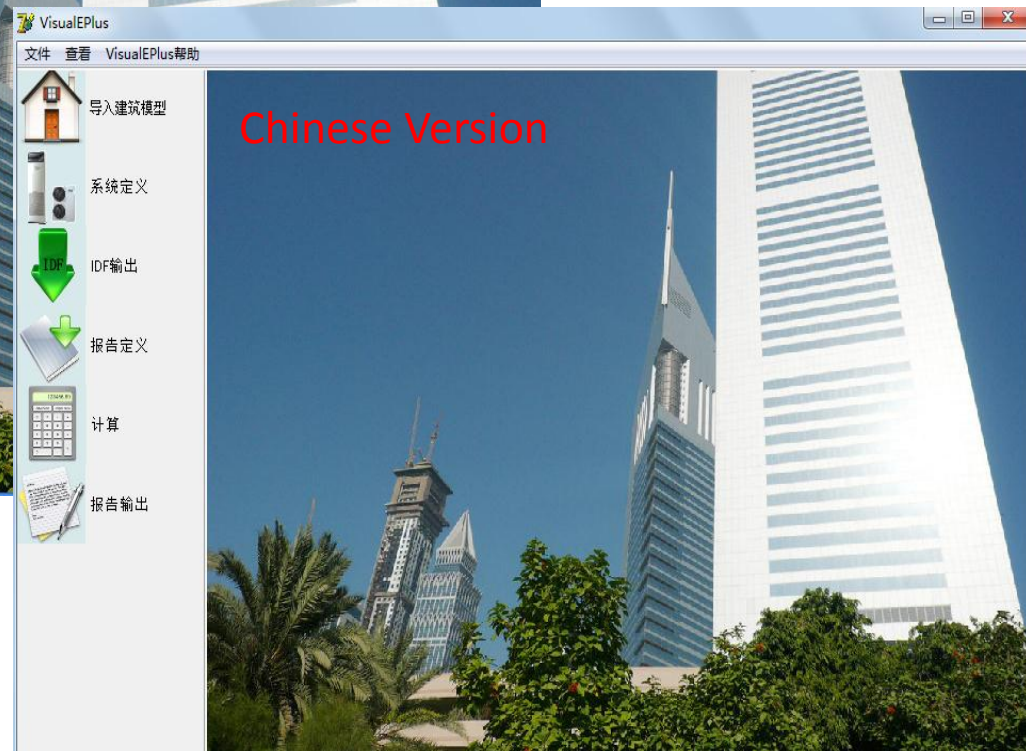 VisualEPlus
文件 查看 VisualEPlus帮助
导入建筑模型
Chinese Version
系统定义
IDF
IDF输出
报告定义
计算
报告输出